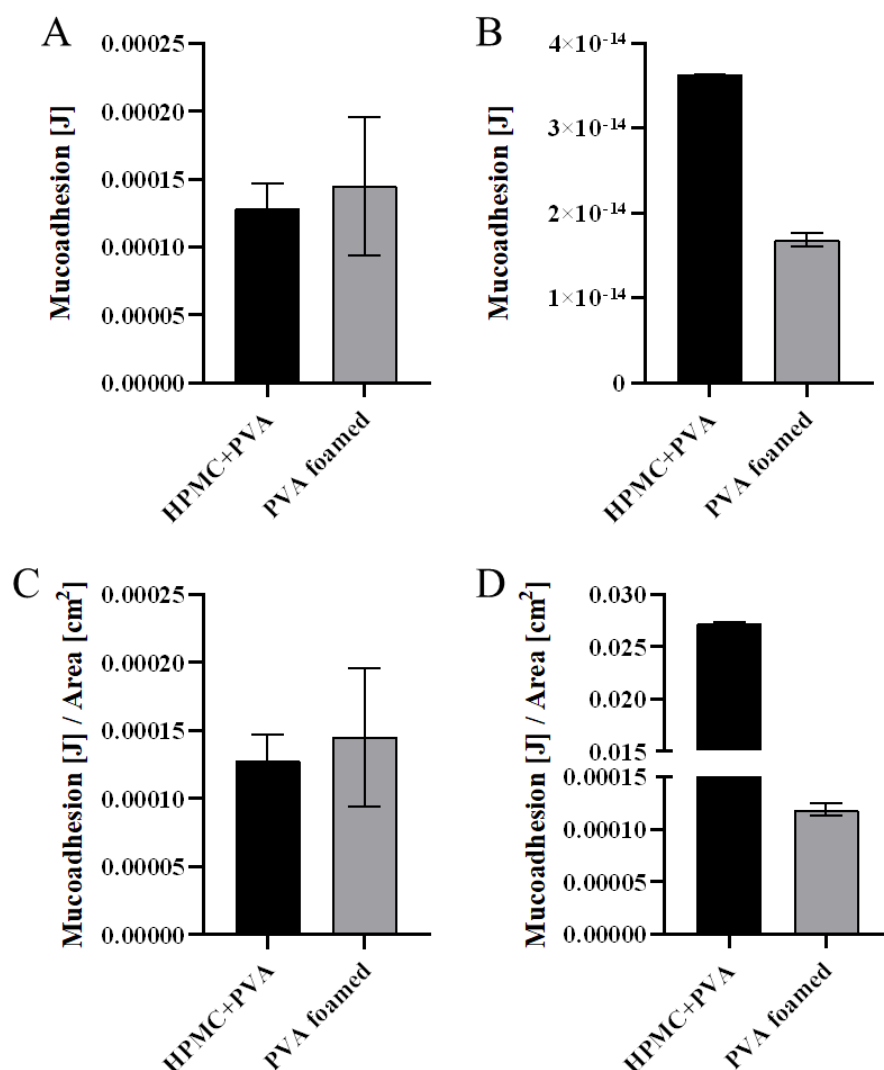 A
Mucoadhesion [J]
0.00025
0.00020
0.00015
0.00010
0.00005
0.00000
HPMC+PVA
PVA foamed
B
Mucoadhesion [J]
4×10⁻¹⁴
3×10⁻¹⁴
2×10⁻¹⁴
1×10⁻¹⁴
0
HPMC+PVA
PVA foamed
C
Mucoadhesion [J] / Area [cm²]
0.00025
0.00020
0.00015
0.00010
0.00005
0.00000
HPMC+PVA
PVA foamed
D
Mucoadhesion [J] / Area [cm²]
0.030
0.025
0.020
0.015
0.00015
0.00010
0.00005
0.00000
HPMC+PVA
PVA foamed